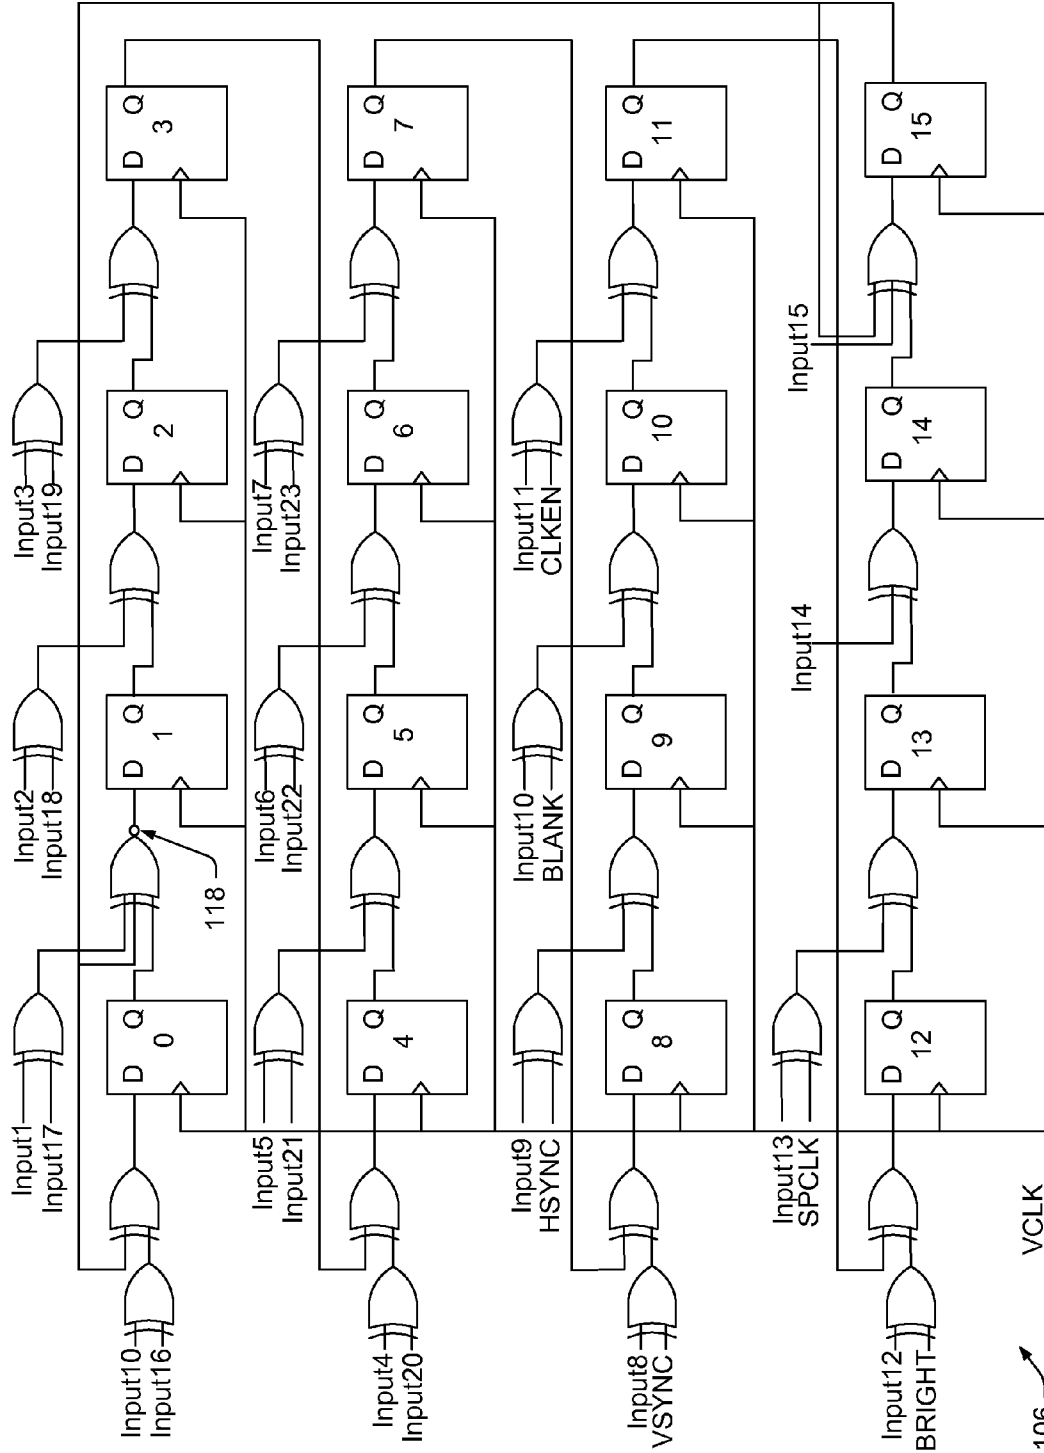 Input1
Input17
Input2
Input18
Input3
Input19
Input10
Input16
D Q
0
D Q
1
D Q
2
D Q
3
118
Input5
Input21
Input6
Input22
Input7
Input23
Input4
Input20
D Q
4
D Q
5
D Q
6
D Q
7
Input9
HSYNC
Input10
BLANK
Input11
CLKEN
Input8
VSYNC
D Q
8
D Q
9
D Q
10
D Q
11
Input13
SPCLK
Input14
Input15
Input12
BRIGHT
D Q
12
D Q
13
D Q
14
D Q
15
VCLK
106